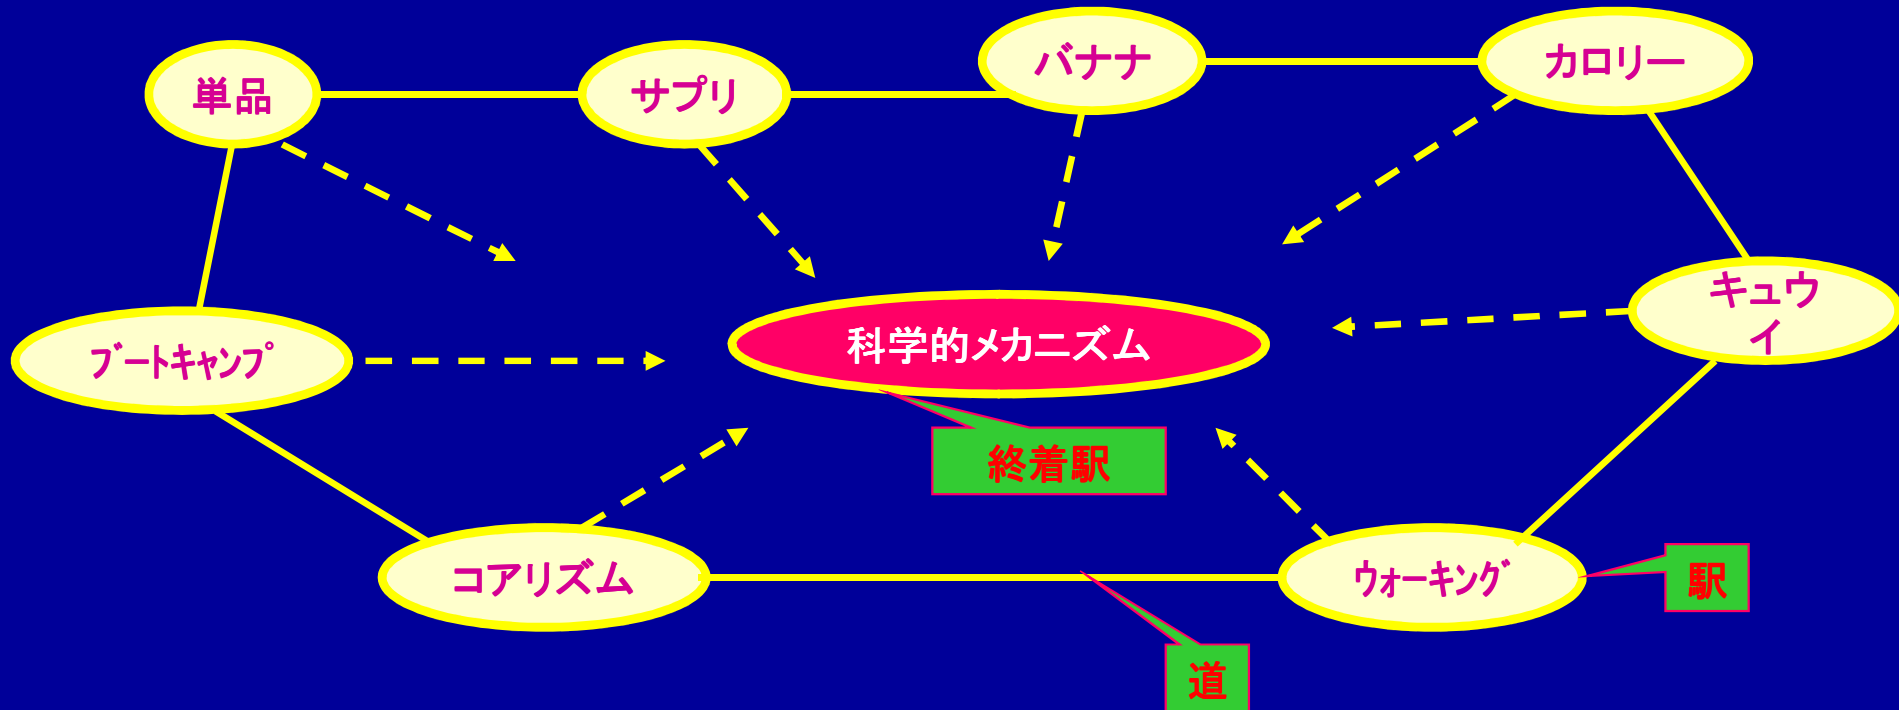 単品
サプリ
バナナ
カロリー
キュウ
イ
科学的メカニズム
ブートキャンプ
終着駅
コアリズム
ウォーキング
駅
道